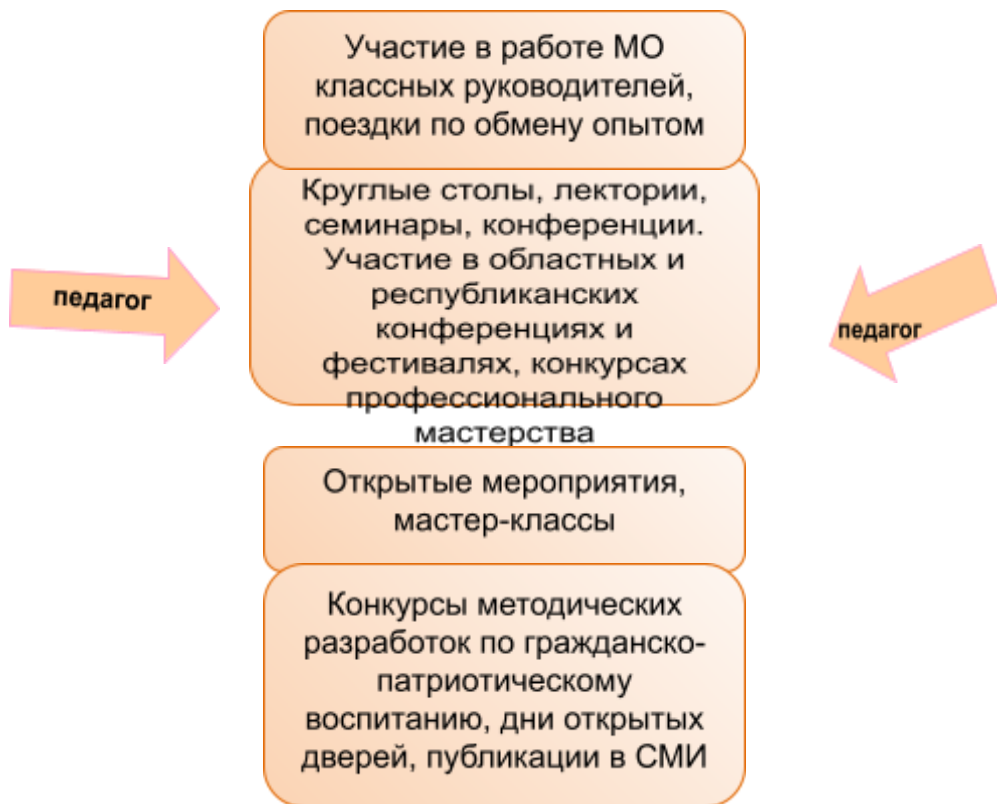 Участие в работе МО
классных руководителей,
поездки по обмену опытом
Круглые столы, лектории,
семинары, конференции.
Участие в областных и
республиканских
конференциях и
фестивалях, конкурсах
профессионального
мастерства
педагог
педагог
Открытые мероприятия,
мастер-классы
Конкурсы методических
разработок по гражданско-
патриотическому
воспитанию, дни открытых
дверей, публикации в СМИ